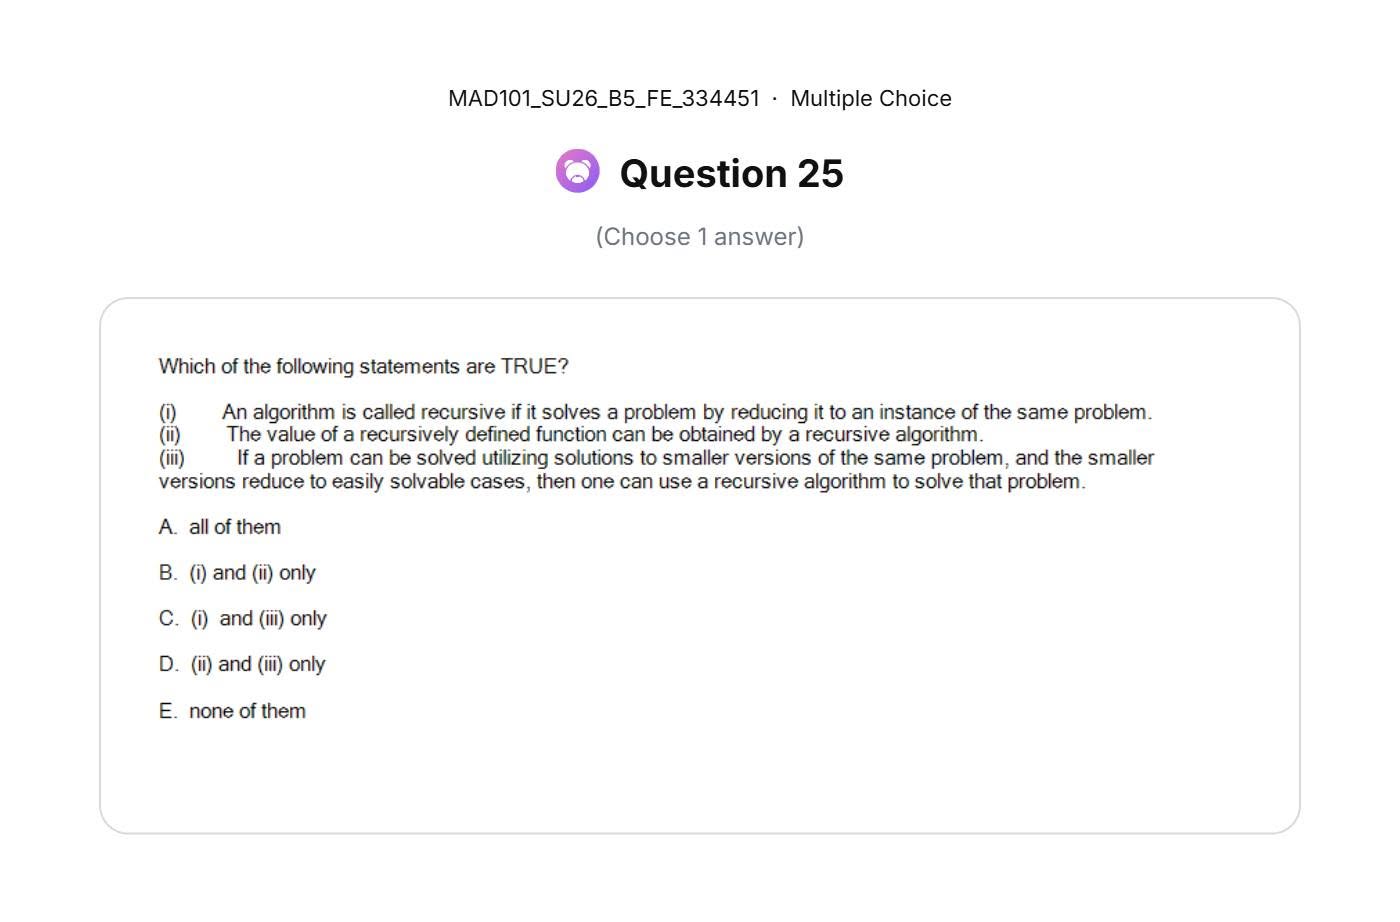 MAD101_SU26_B5_FE_334451 · Multiple Choice
Question 25
(Choose 1 answer)
Which of the following statements are TRUE?
(i) An algorithm is called recursive if it solves a problem by reducing it to an instance of the same problem.
(ii) The value of a recursively defined function can be obtained by a recursive algorithm.
(iii) If a problem can be solved utilizing solutions to smaller versions of the same problem, and the smaller
versions reduce to easily solvable cases, then one can use a recursive algorithm to solve that problem.
A. all of them
B. (i) and (ii) only
C. (i) and (iii) only
D. (ii) and (iii) only
E. none of them